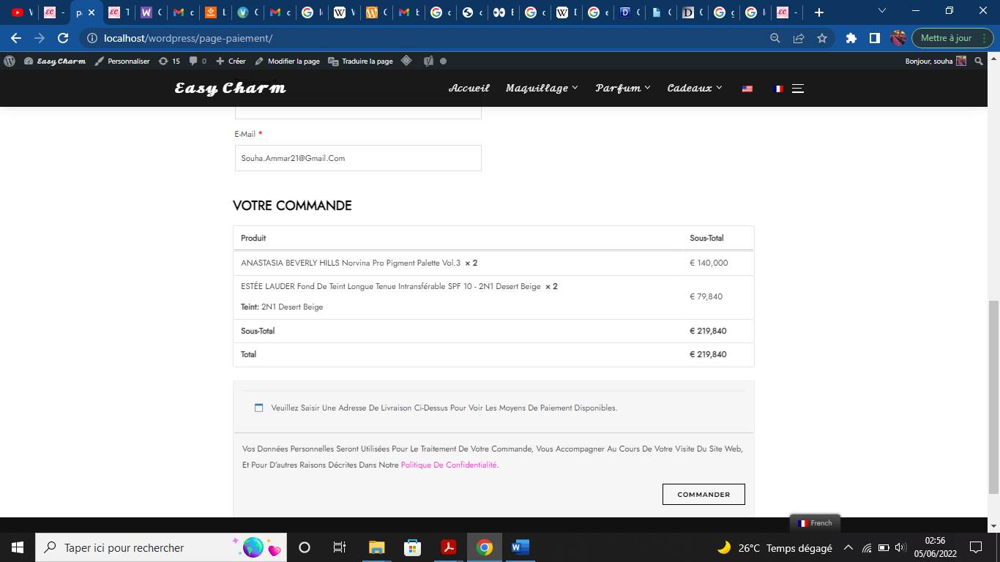 localhost/wordpress/page-paiement/
Mettre à jour
Easy Charm Personnaliser 15 0 Créer Modifier la page Traduire la page
Bonjour, souha
Easy Charm
Accueil Maquillage Parfum Cadeaux
E-Mail *
Souha.Ammar21@Gmail.Com
VOTRE COMMANDE
Produit Sous-Total
ANASTASIA BEVERLY HILLS Norvina Pro Pigment Palette Vol.3 × 2 € 140,000
ESTÉE LAUDER Fond De Teint Longue Tenue Intransférable SPF 10 - 2N1 Desert Beige × 2
€ 79,840
Teint: 2N1 Desert Beige
Sous-Total € 219,840
Total € 219,840
Veuillez Saisir Une Adresse De Livraison Ci-Dessus Pour Voir Les Moyens De Paiement Disponibles.
Vos Données Personnelles Seront Utilisées Pour Le Traitement De Votre Commande, Vous Accompagner Au Cours De Votre Visite Du Site Web,
Et Pour D'autres Raisons Décrites Dans Notre Politique De Confidentialité.
COMMANDER
French
Taper ici pour rechercher
26°C Temps dégagé
02:56
05/06/2022